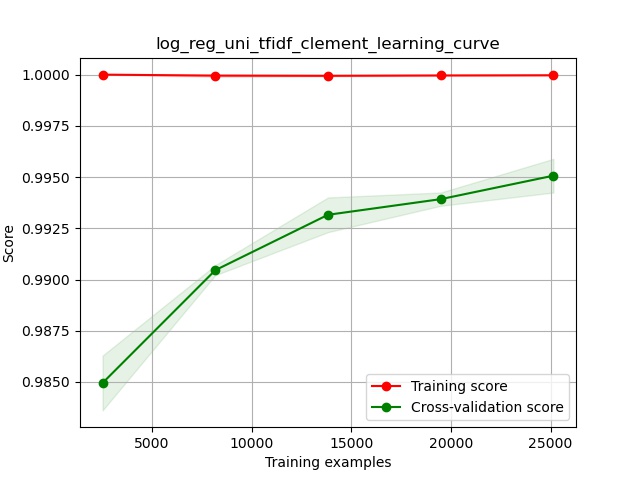 log_reg_uni_tfidf_clement_learning_curve
1.0000
0.9975
0.9950
0.9925
0.9900
0.9875
0.9850
Score
5000 10000 15000 20000 25000
Training examples
Training score
Cross-validation score